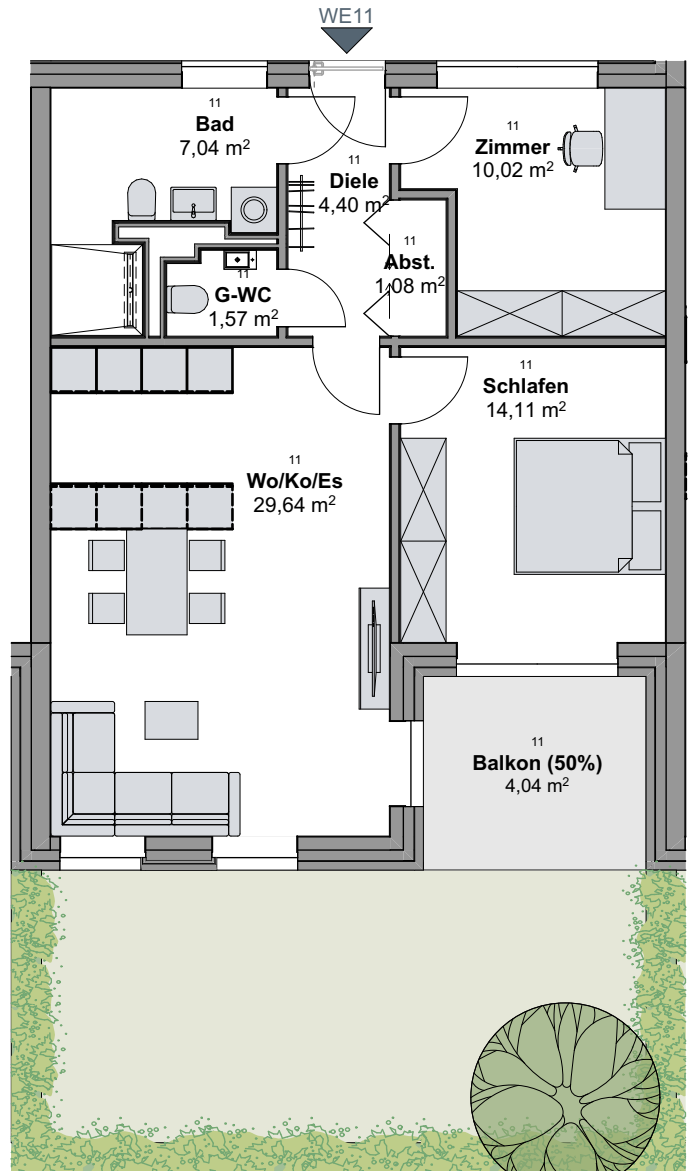 WE11
11
Bad
7,04 m²
11
Zimmer
10,02 m²
11
Diele
4,40 m²
11
Abst.
1,08 m²
11
G-WC
1,57 m²
11
Schlafen
14,11 m²
11
Wo/Ko/Es
29,64 m²
11
Balkon (50%)
4,04 m²